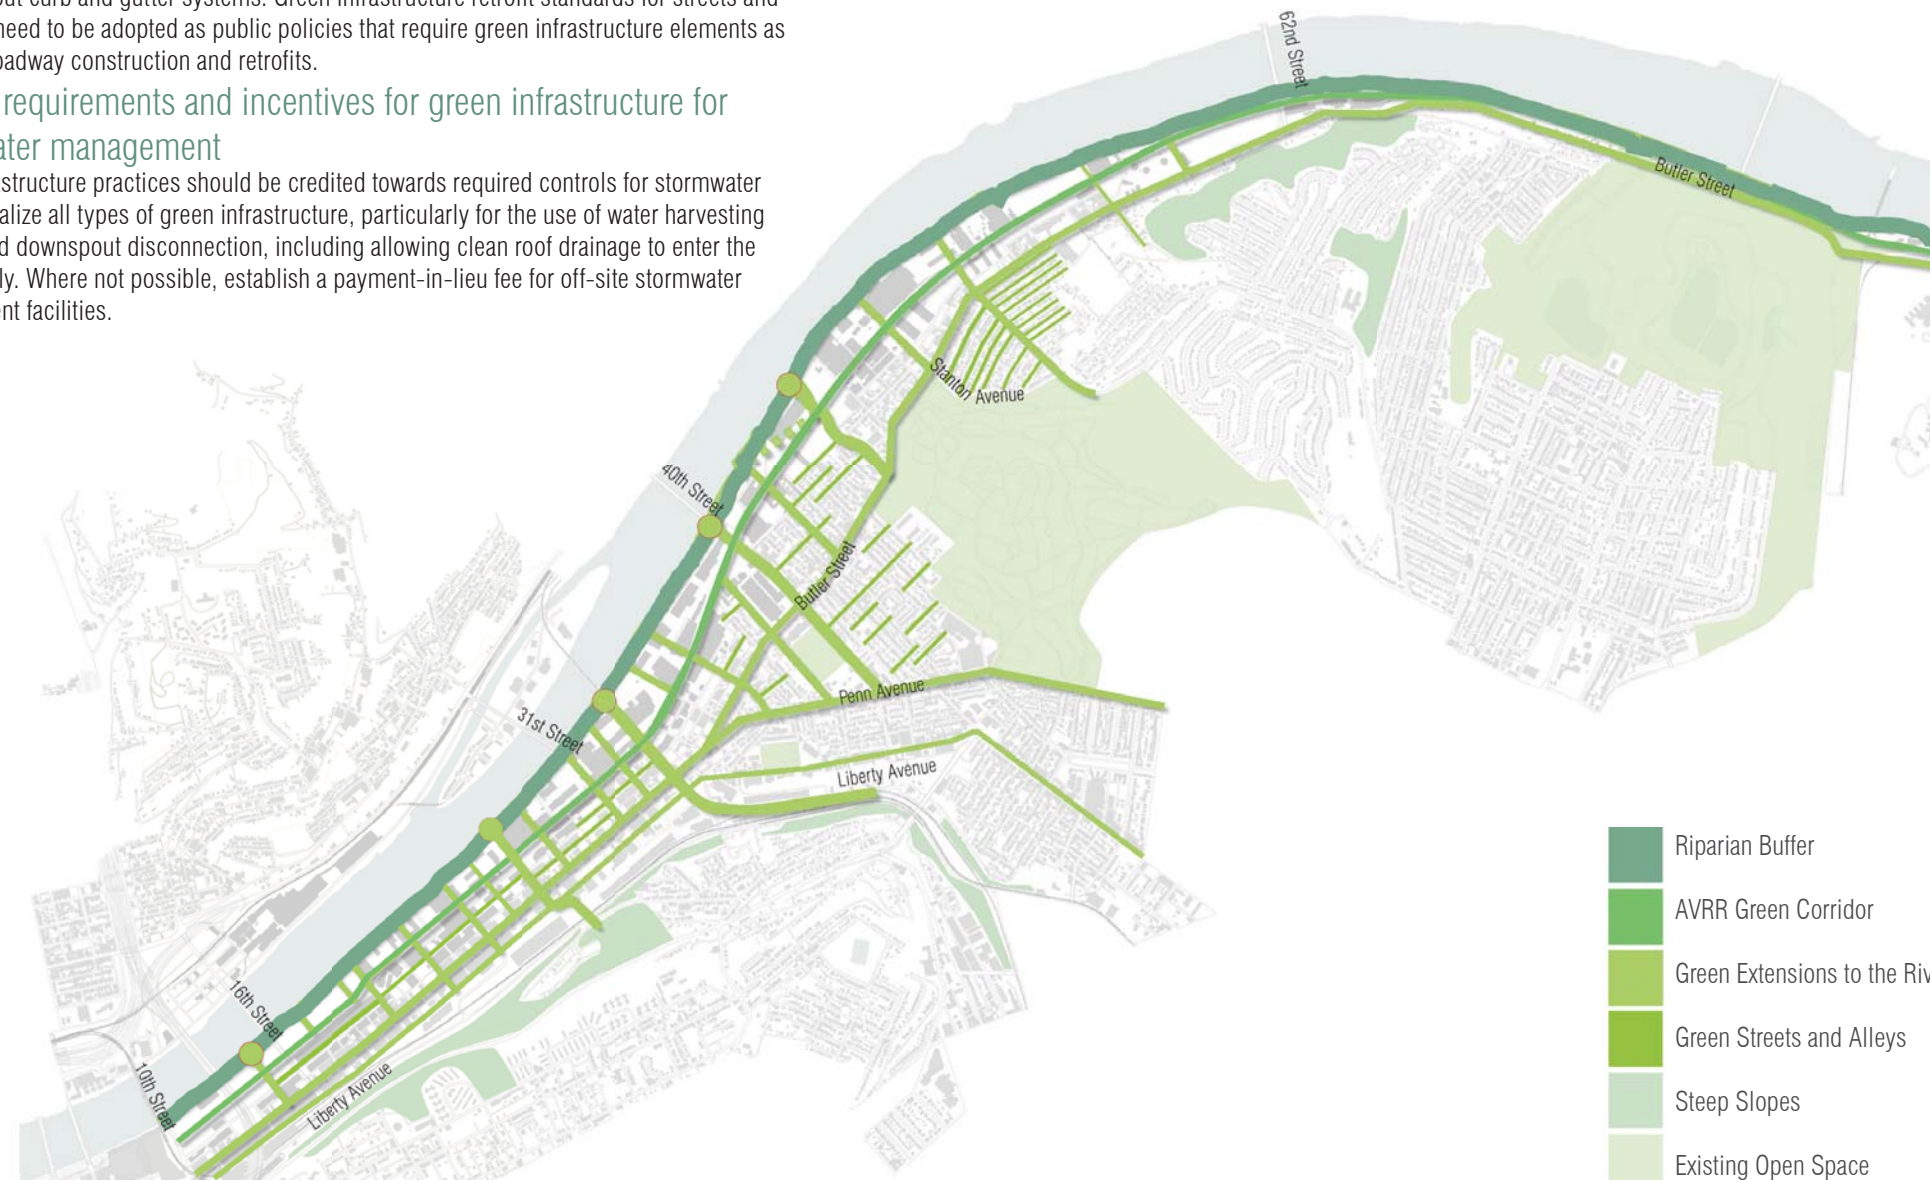 out curb and gutter systems. Green infrastructure retrofit standards for streets and
need to be adopted as public policies that require green infrastructure elements as
oadway construction and retrofits.
requirements and incentives for green infrastructure for
ater management
astructure practices should be credited towards required controls for stormwater
alize all types of green infrastructure, particularly for the use of water harvesting
d downspout disconnection, including allowing clean roof drainage to enter the
ly. Where not possible, establish a payment-in-lieu fee for off-site stormwater
ent facilities.
62nd Street
Butler Street
Stanton Avenue
40th Street
Butler Street
Penn Avenue
31st Street
Liberty Avenue
16th Street
10th Street
Liberty Avenue
Riparian Buffer
AVRR Green Corridor
Green Extensions to the Riv
Green Streets and Alleys
Steep Slopes
Existing Open Space